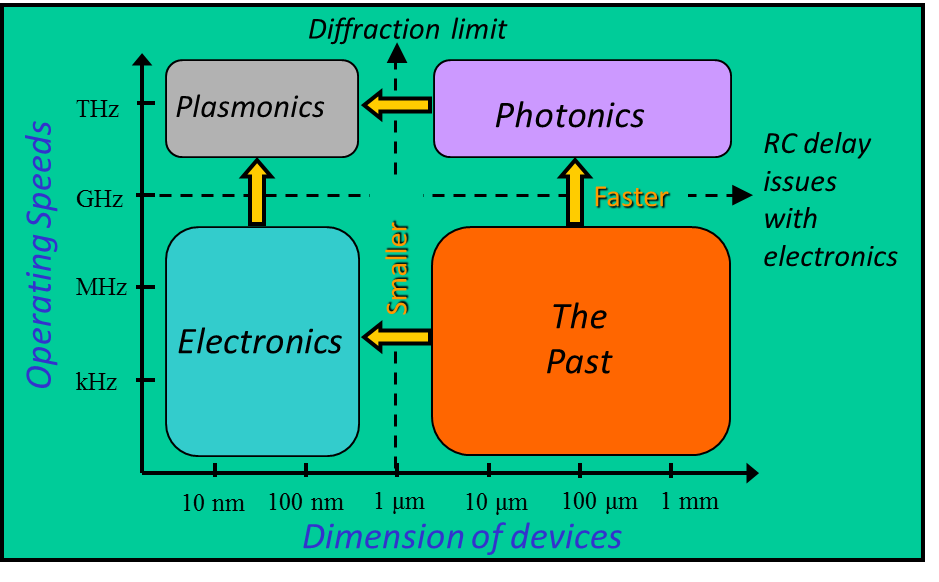 Diffraction limit
Operating Speeds
THz
GHz
MHz
kHz
Plasmonics
Photonics
Faster
Smaller
Electronics
The
Past
RC delay
issues
with
electronics
10 nm
100 nm
1 μm
10 μm
100 μm
1 mm
Dimension of devices